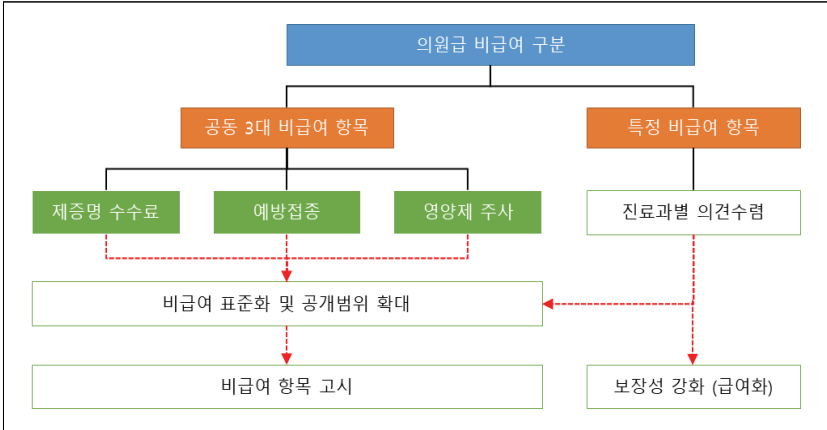 의원급 비급여 구분
공동 3대 비급여 항목
특정 비급여 항목
제증명 수수료
예방접종
영양제 주사
진료과별 의견수렴
비급여 표준화 및 공개범위 확대
비급여 항목 고시
보장성 강화 (급여화)